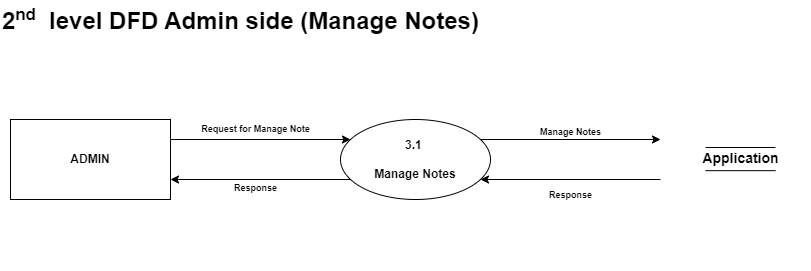 2nd level DFD Admin side (Manage Notes)
Request for Manage Note
Manage Notes
3.1
ADMIN
Application
Manage Notes
Response
Response